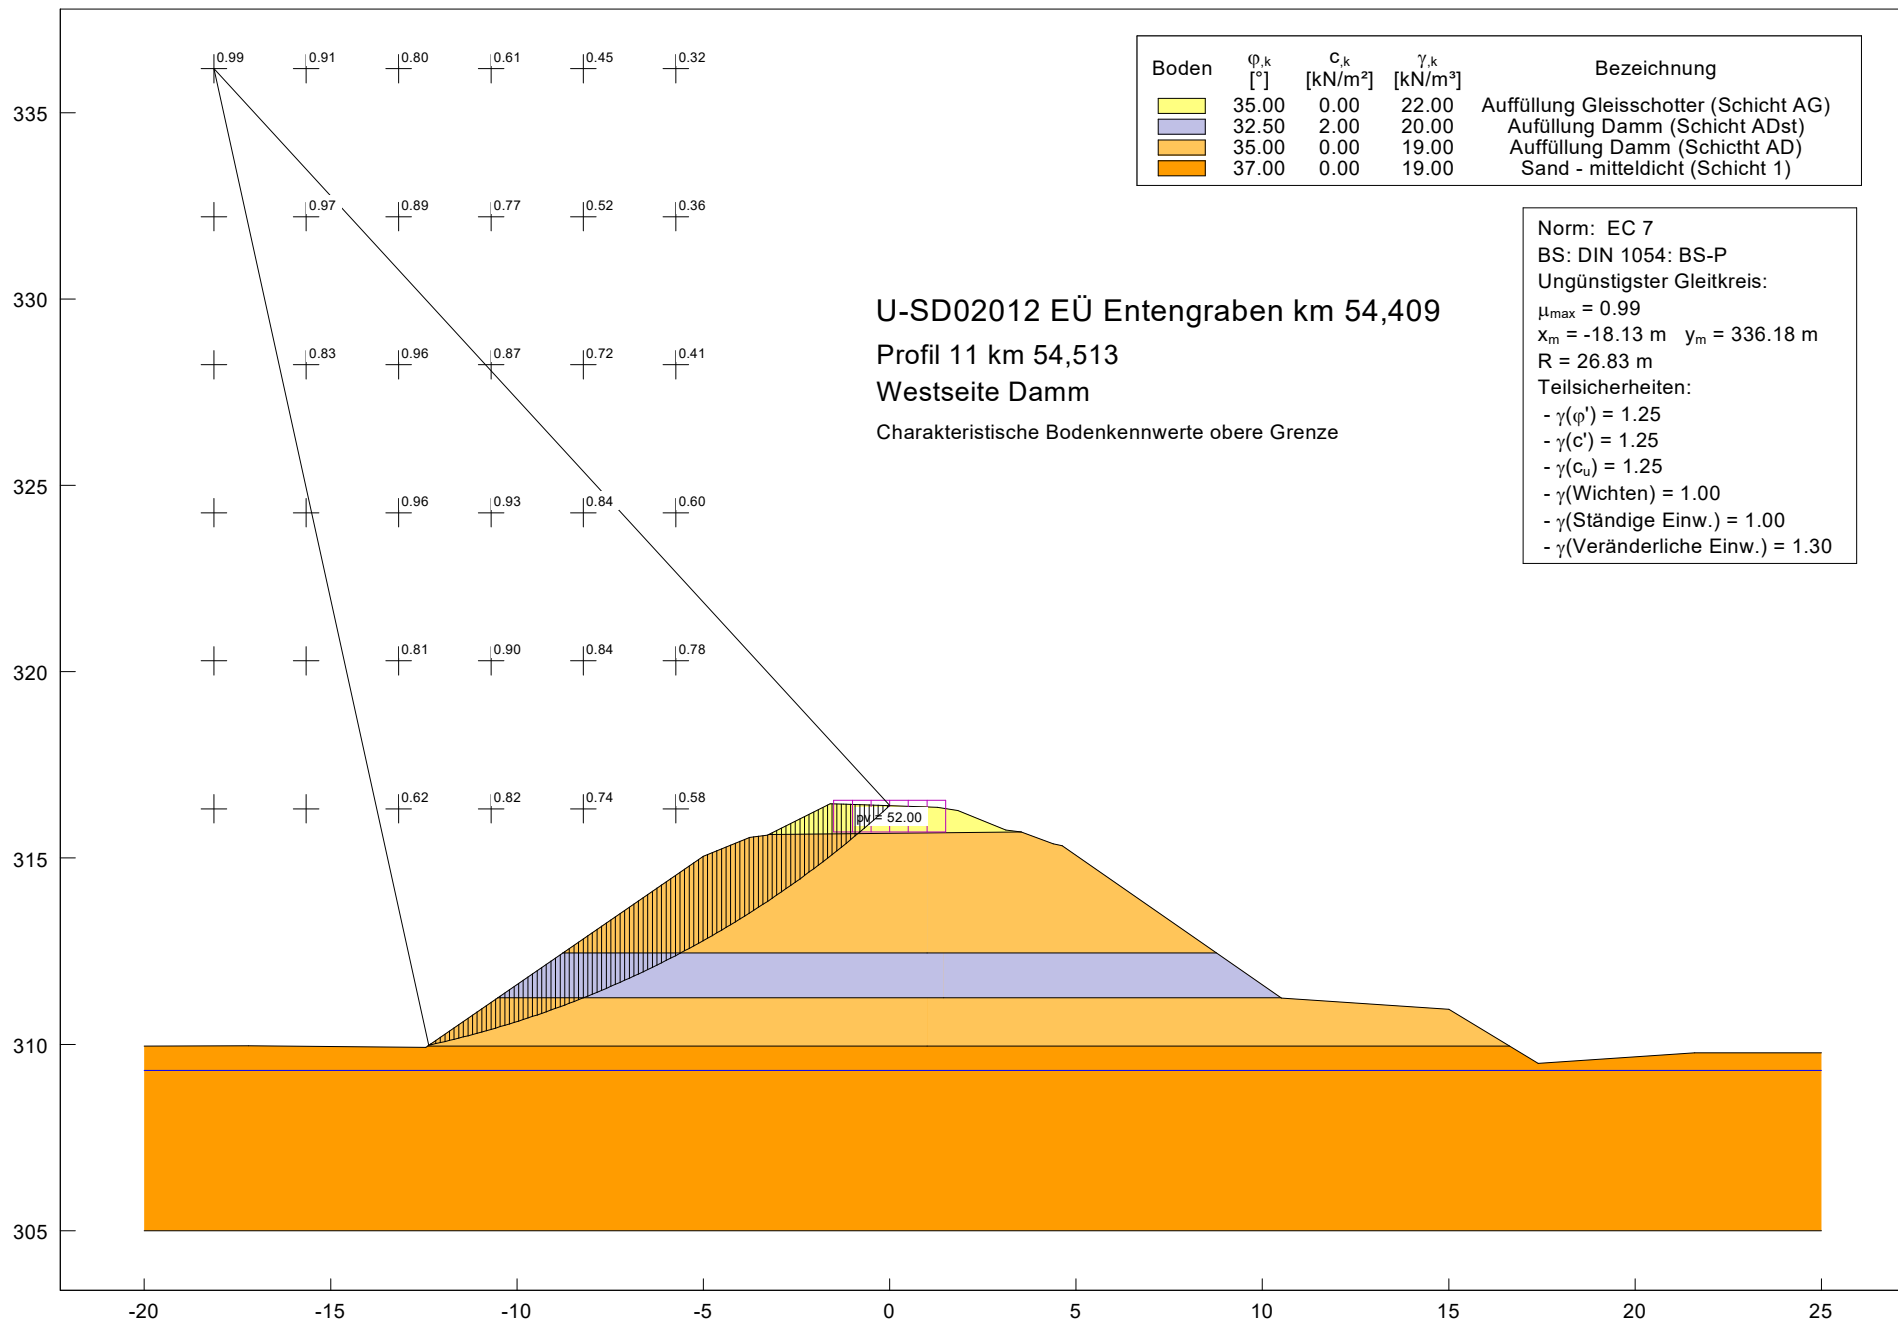 0.99 0.91 0.80 0.61 0.45 0.32
Boden φ,k [°] c,k [kN/m²] γ,k [kN/m³] Bezeichnung
35.00 0.00 22.00 Auffüllung Gleisschotter (Schicht AG)
32.50 2.00 20.00 Aufüllung Damm (Schicht ADst)
35.00 0.00 19.00 Auffüllung Damm (Schictht AD)
37.00 0.00 19.00 Sand - mitteldicht (Schicht 1)
335
0.97 0.89 0.77 0.52 0.36
Norm: EC 7
BS: DIN 1054: BS-P
Ungünstigster Gleitkreis:
μmax = 0.99
xm = -18.13 m ym = 336.18 m
R = 26.83 m
Teilsicherheiten:
- γ(φ') = 1.25
- γ(c') = 1.25
- γ(cu) = 1.25
- γ(Wichten) = 1.00
- γ(Ständige Einw.) = 1.00
- γ(Veränderliche Einw.) = 1.30
330
U-SD02012 EÜ Entengraben km 54,409
Profil 11 km 54,513
Westseite Damm
Charakteristische Bodenkennwerte obere Grenze
0.83 0.96 0.87 0.72 0.41
325
0.96 0.93 0.84 0.60
320
0.81 0.90 0.84 0.78
0.62 0.82 0.74 0.58
pv = 52.00
315
310
305
-20 -15 -10 -5 0 5 10 15 20 25